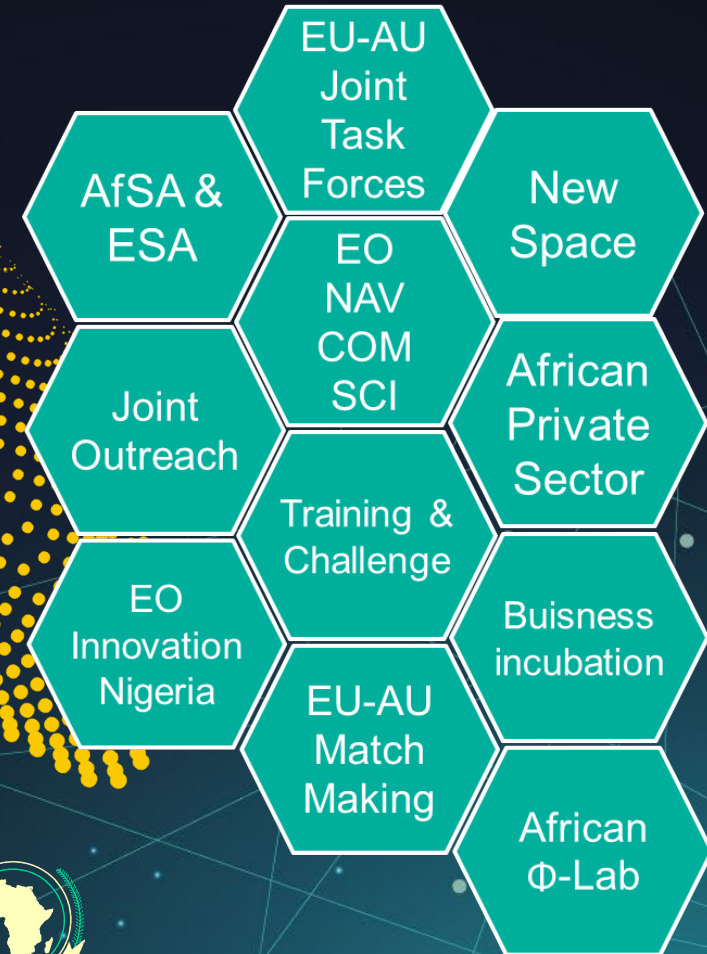 EU-AU
Joint
Task
Forces
AfSA &
ESA
New
Space
EO
NAV
COM
SCI
African
Private
Sector
Joint
Outreach
Training &
Challenge
EO
Innovation
Nigeria
Buisness
incubation
EU-AU
Match
Making
African
Φ-Lab